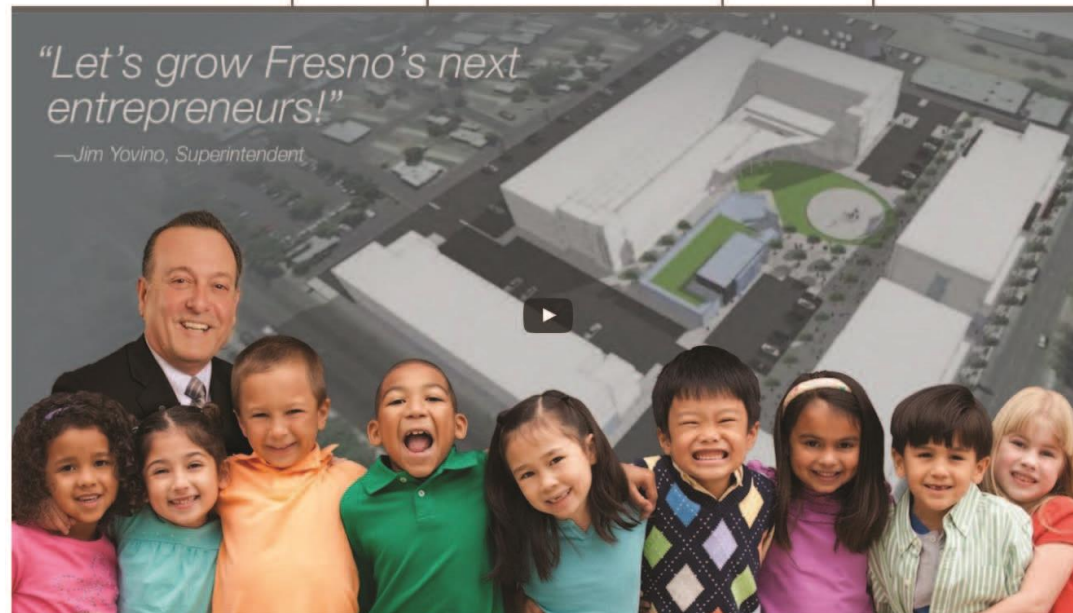 “Let’s grow Fresno’s next
entrepreneurs!”
—Jim Yovino, Superintendent